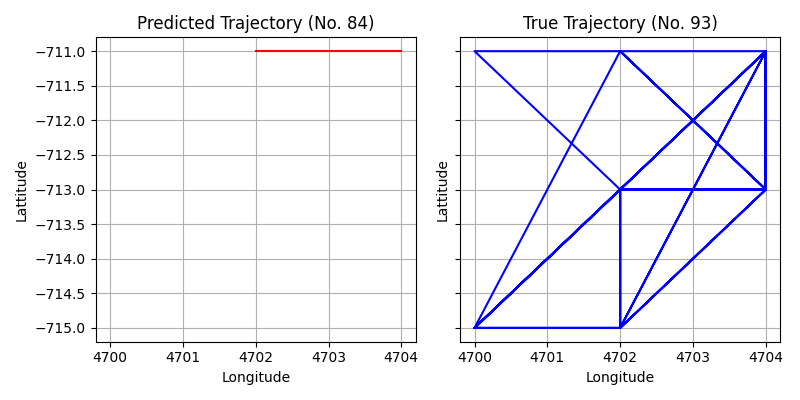 Predicted Trajectory (No. 84)
True Trajectory (No. 93)
−711.0
−711.5
−712.0
−712.5
−713.0
−713.5
−714.0
−714.5
−715.0
Lattitude
Lattitude
4700 4701 4702 4703 4704
4700 4701 4702 4703 4704
Longitude
Longitude